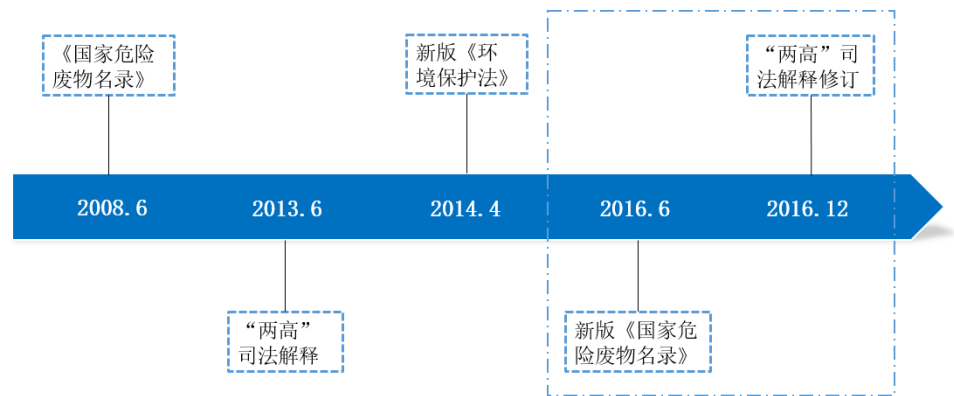 《国家危险
废物名录》
新版《环
境保护法》
“两高”司
法解释修订
2008.6
2013.6
2014.4
2016.6
2016.12
“两高”
司法解释
新版《国家危
险废物名录》